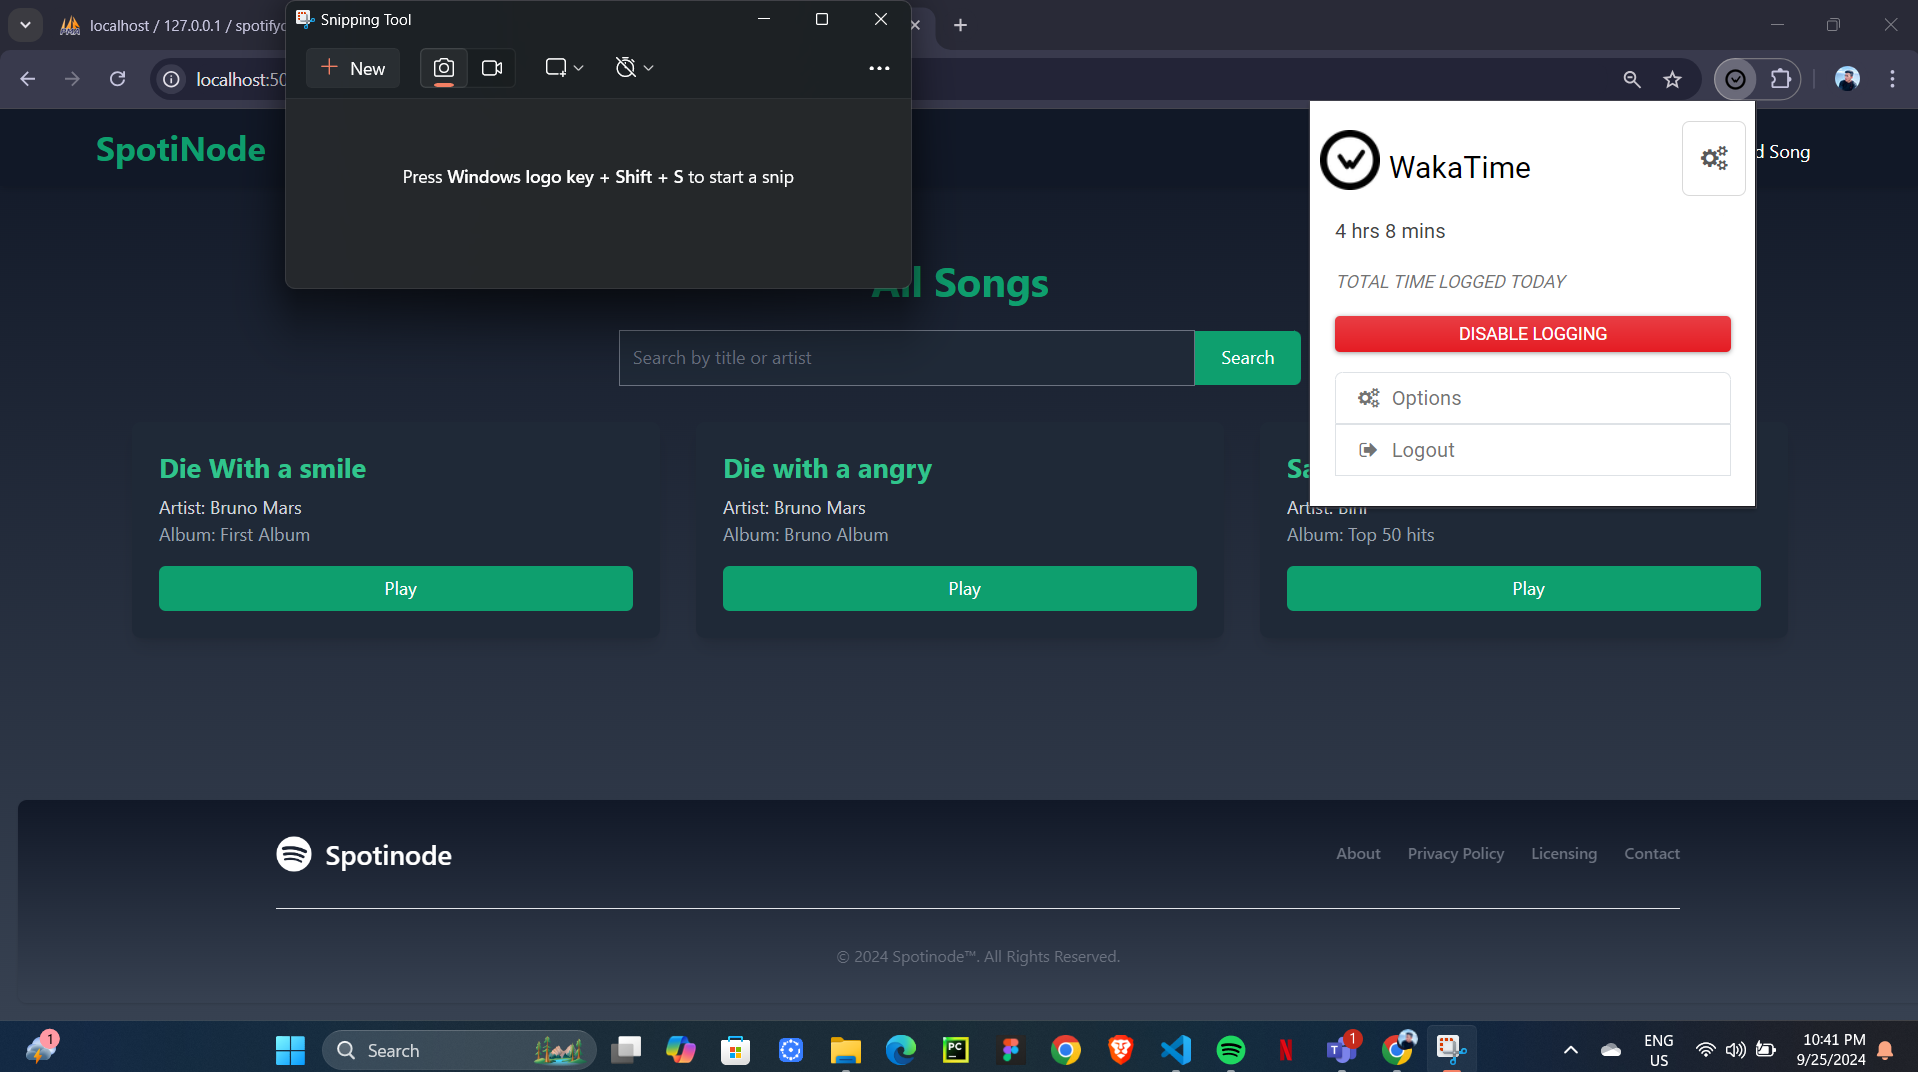 localhost / 127.0.0.1 / spotify
Snipping Tool
New
localhost:50
Press Windows logo key + Shift + S to start a snip
SpotiNode
d Song
WakaTime
4 hrs 8 mins
TOTAL TIME LOGGED TODAY
DISABLE LOGGING
Options
Logout
All Songs
Search by title or artist
Search
Die With a smile
Artist: Bruno Mars
Album: First Album
Play
Die with a angry
Artist: Bruno Mars
Album: Bruno Album
Play
Sa
Artist: Bini
Album: Top 50 hits
Play
Spotinode
About
Privacy Policy
Licensing
Contact
© 2024 Spotinode™. All Rights Reserved.
1
Search
PC
N
T
1
ENG
US
10:41 PM
9/25/2024